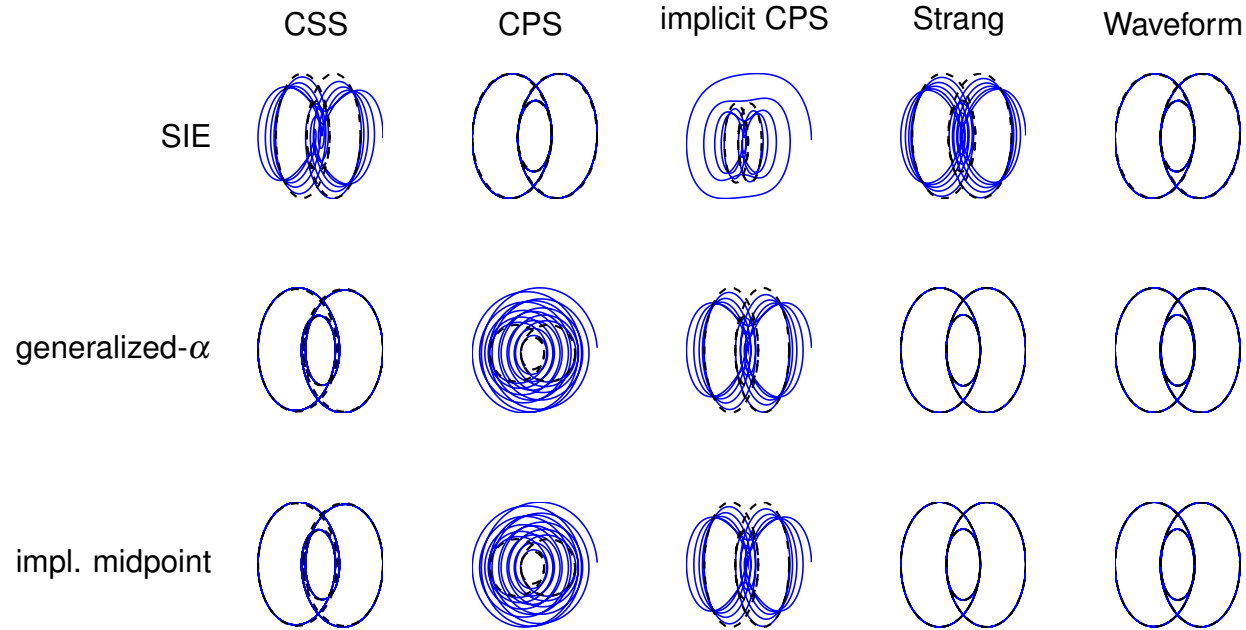 CSS CPS implicit CPS Strang Waveform
SIE
generalized-α
impl. midpoint